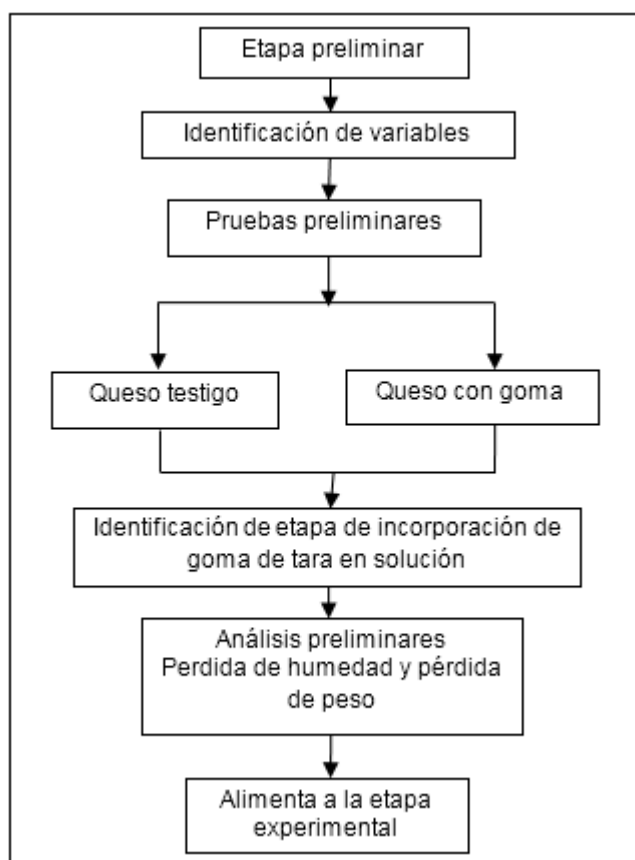 Etapa preliminar
Identificación de variables
Pruebas preliminares
Queso testigo
Queso con goma
Identificación de etapa de incorporación de
goma de tara en solución
Análisis preliminares
Perdida de humedad y pérdida
de peso
Alimenta a la etapa
experimental